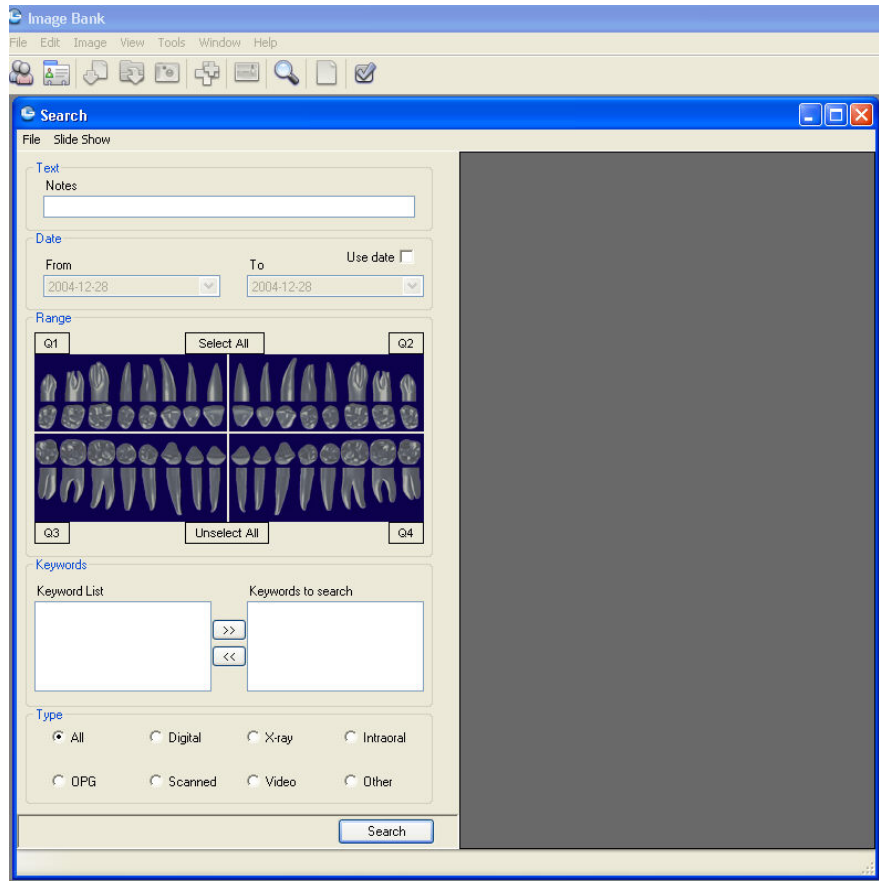 Image Bank
File Edit Image View Tools Window Help
Search
File Slide Show
Text
Notes
Date
Use date
From To
2004-12-28 2004-12-28
Range
Q1 Select All Q2
Q3 Unselect All Q4
Keywords
Keyword List Keywords to search
>>
<<
Type
All Digital X-ray Intraoral
OPG Scanned Video Other
Search